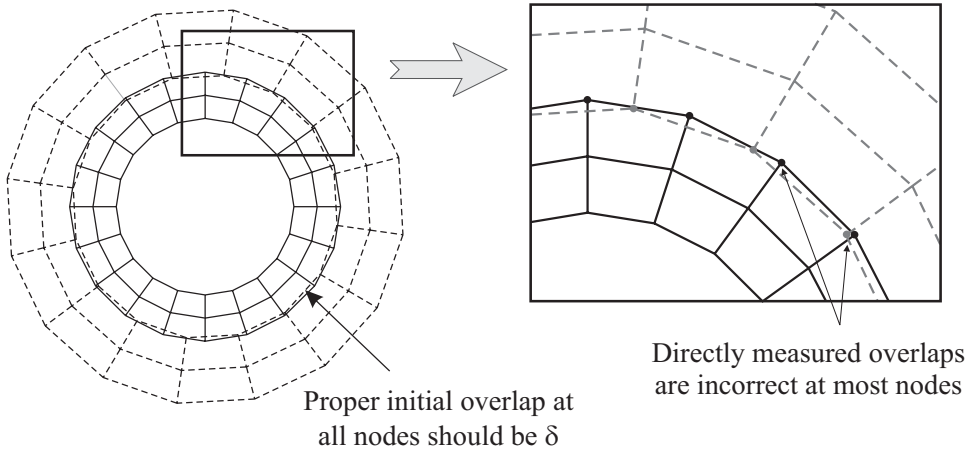 Directly measured overlaps
are incorrect at most nodes
Proper initial overlap at
all nodes should be δ